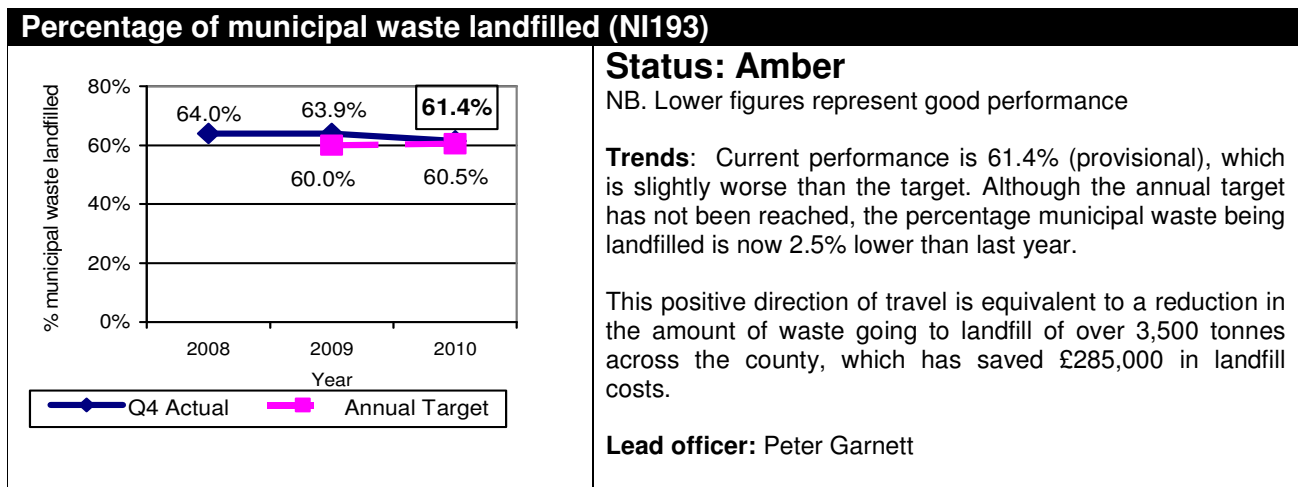 Percentage of municipal waste landfilled (NI193)
% municipal waste landfilled
80%
60%
40%
20%
0%
64.0%
63.9%
61.4%
60.0%
60.5%
2008
2009
2010
Year
Q4 Actual
Annual Target
Status: Amber
NB. Lower figures represent good performance
Trends: Current performance is 61.4% (provisional), which
is slightly worse than the target. Although the annual target
has not been reached, the percentage municipal waste being
landfilled is now 2.5% lower than last year.
This positive direction of travel is equivalent to a reduction in
the amount of waste going to landfill of over 3,500 tonnes
across the county, which has saved £285,000 in landfill
costs.
Lead officer: Peter Garnett